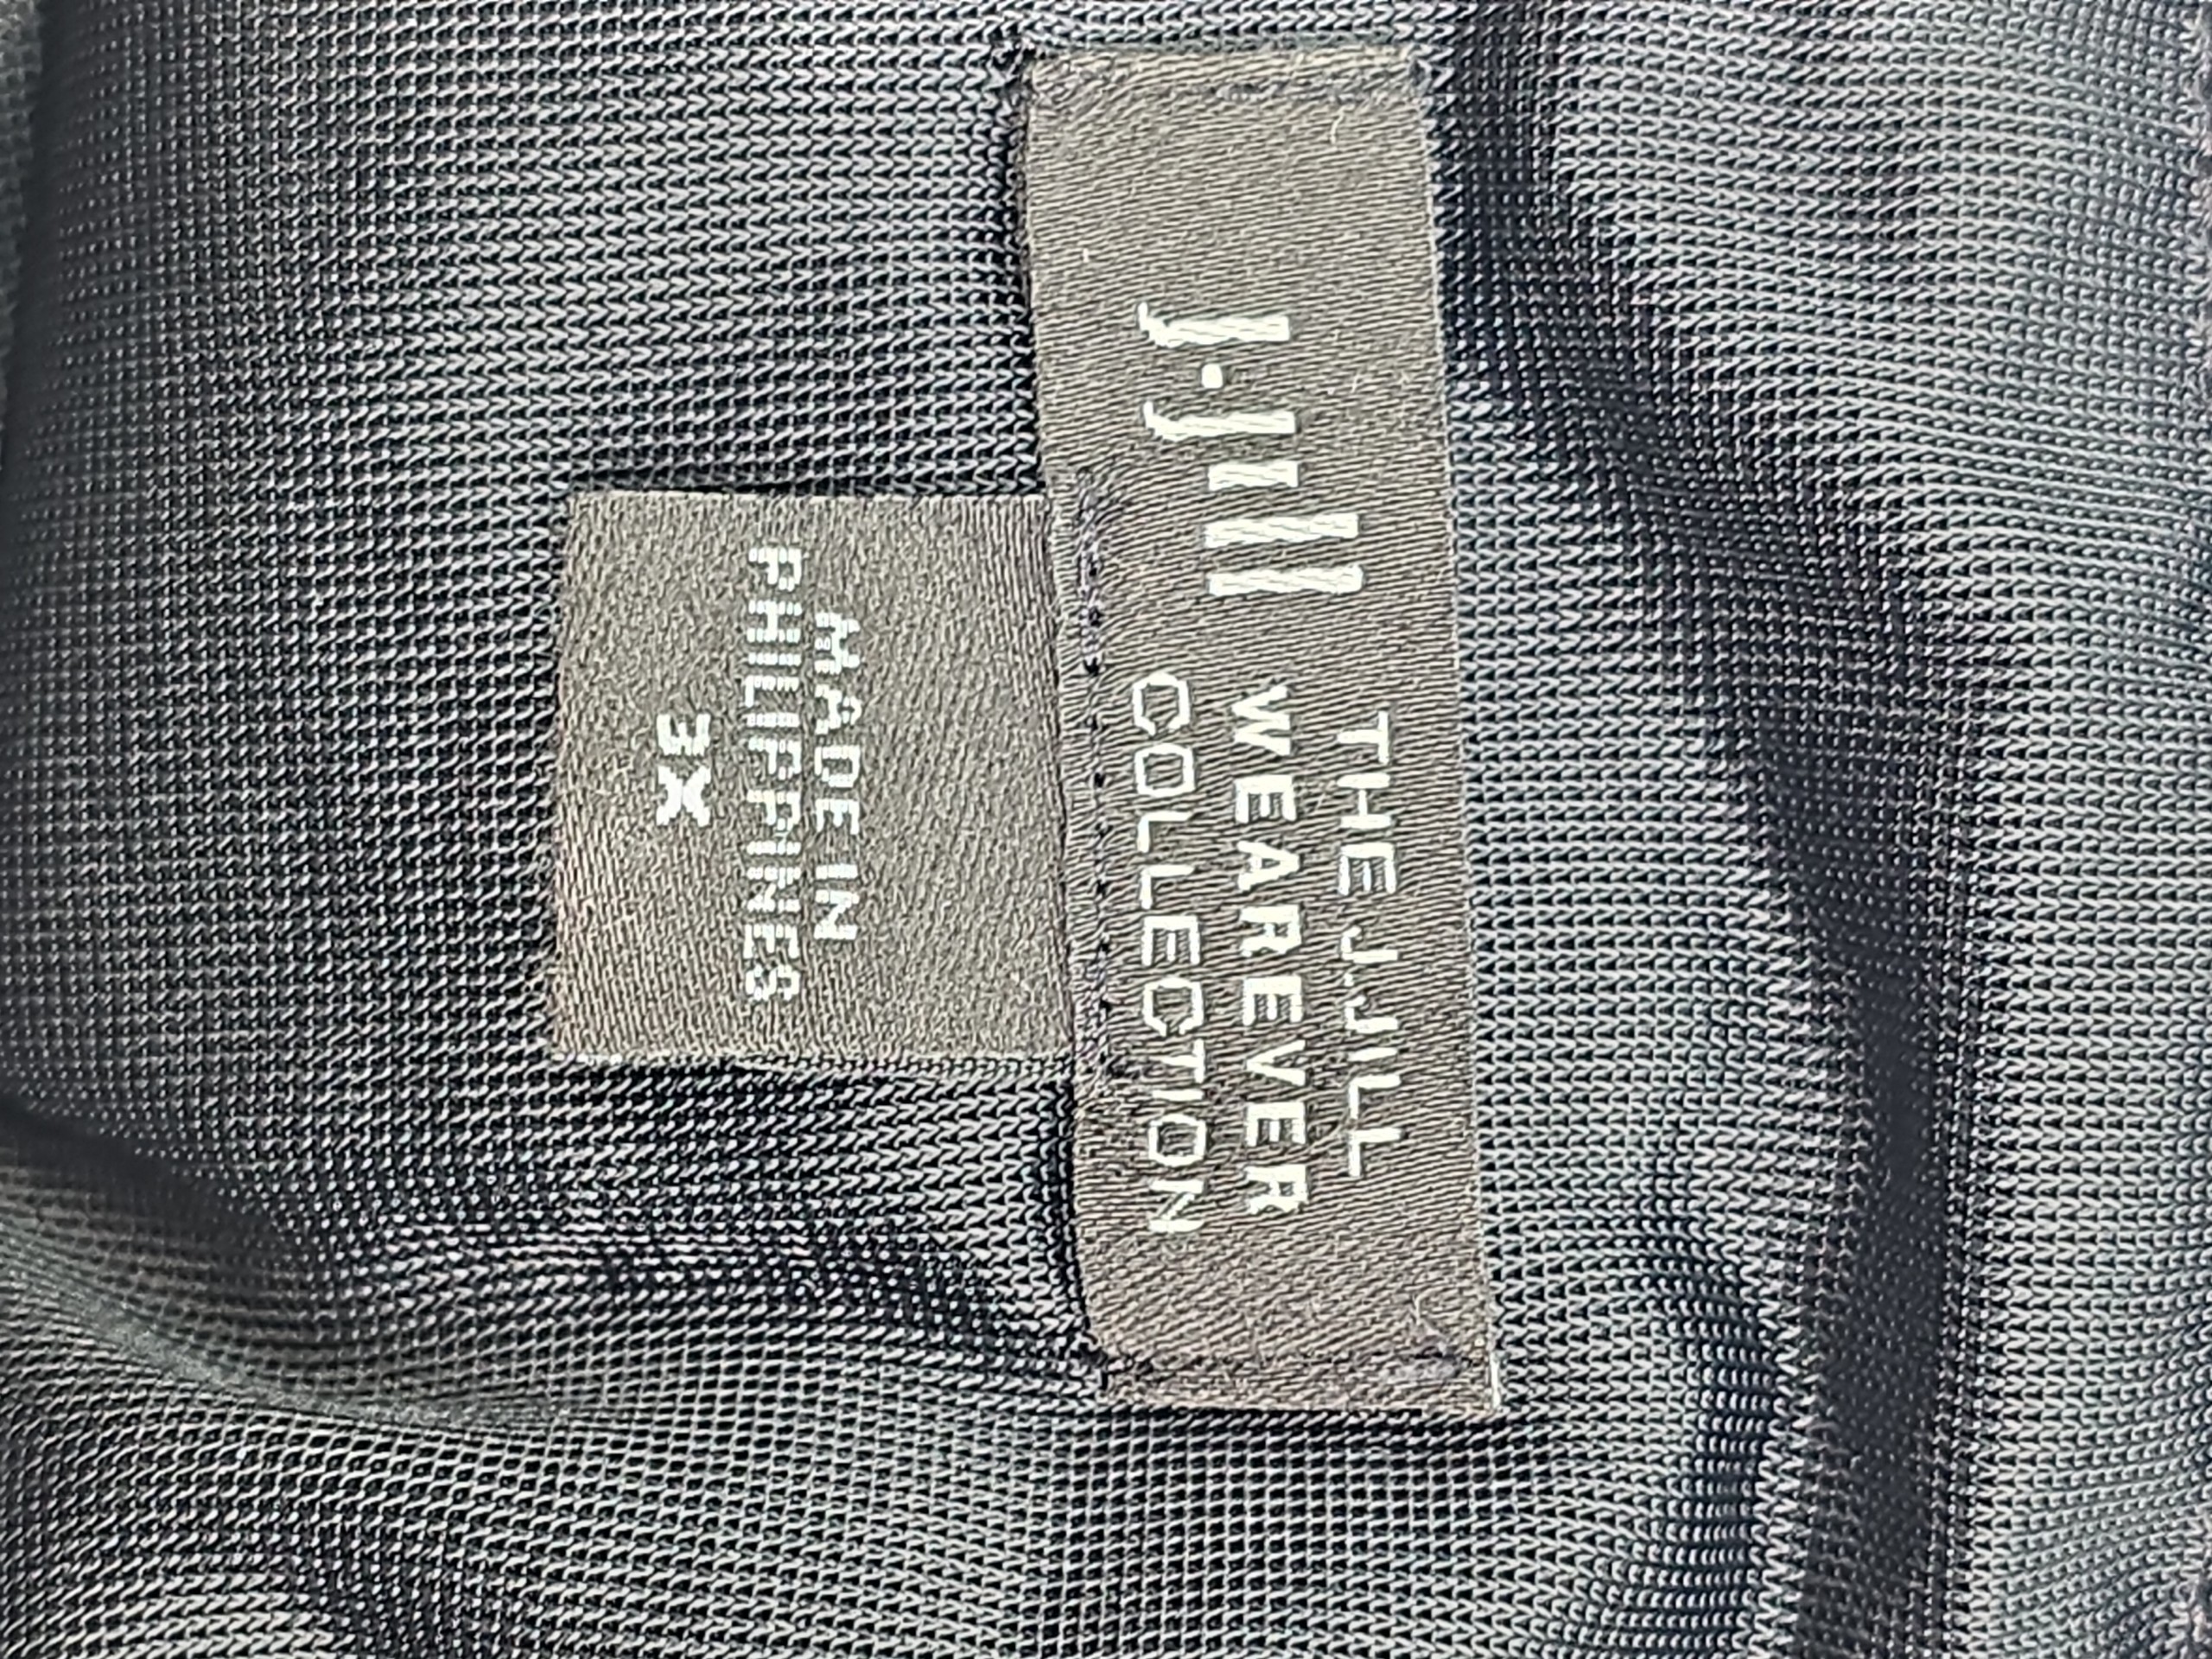 J.Jill
THE J.JILL
WEAREVER
COLLECTION
MADE IN
PHILIPPINES
3X